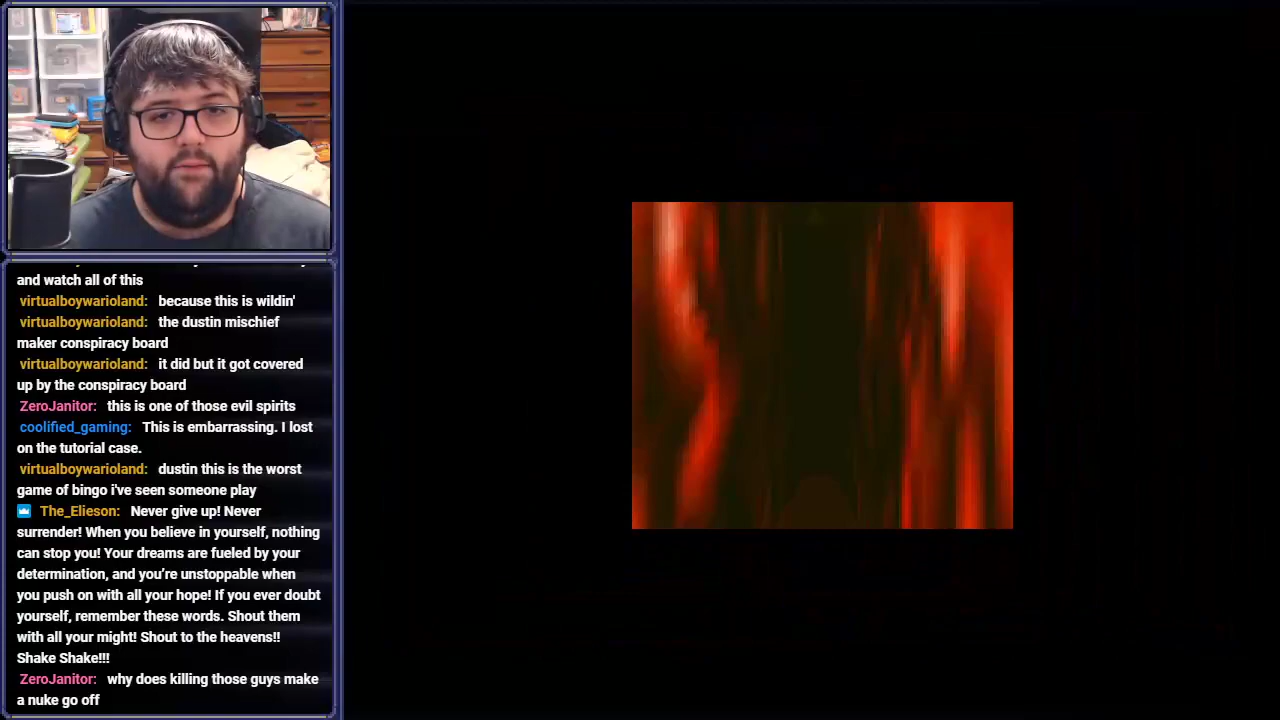 and watch all of this
virtualboywarioland: because this is wildin'
virtualboywarioland: the dustin mischief
maker conspiracy board
virtualboywarioland: it did but it got covered
up by the conspiracy board
ZeroJanitor: this is one of those evil spirits
coolified_gaming: This is embarrassing. I lost
on the tutorial case.
virtualboywarioland: dustin this is the worst
game of bingo i've seen someone play
The_Elieson: Never give up! Never
surrender! When you believe in yourself, nothing
can stop you! Your dreams are fueled by your
determination, and you’re unstoppable when
you push on with all your hope! If you ever doubt
yourself, remember these words. Shout them
with all your might! Shout to the heavens!!
Shake Shake!!!
ZeroJanitor: why does killing those guys make
a nuke go off